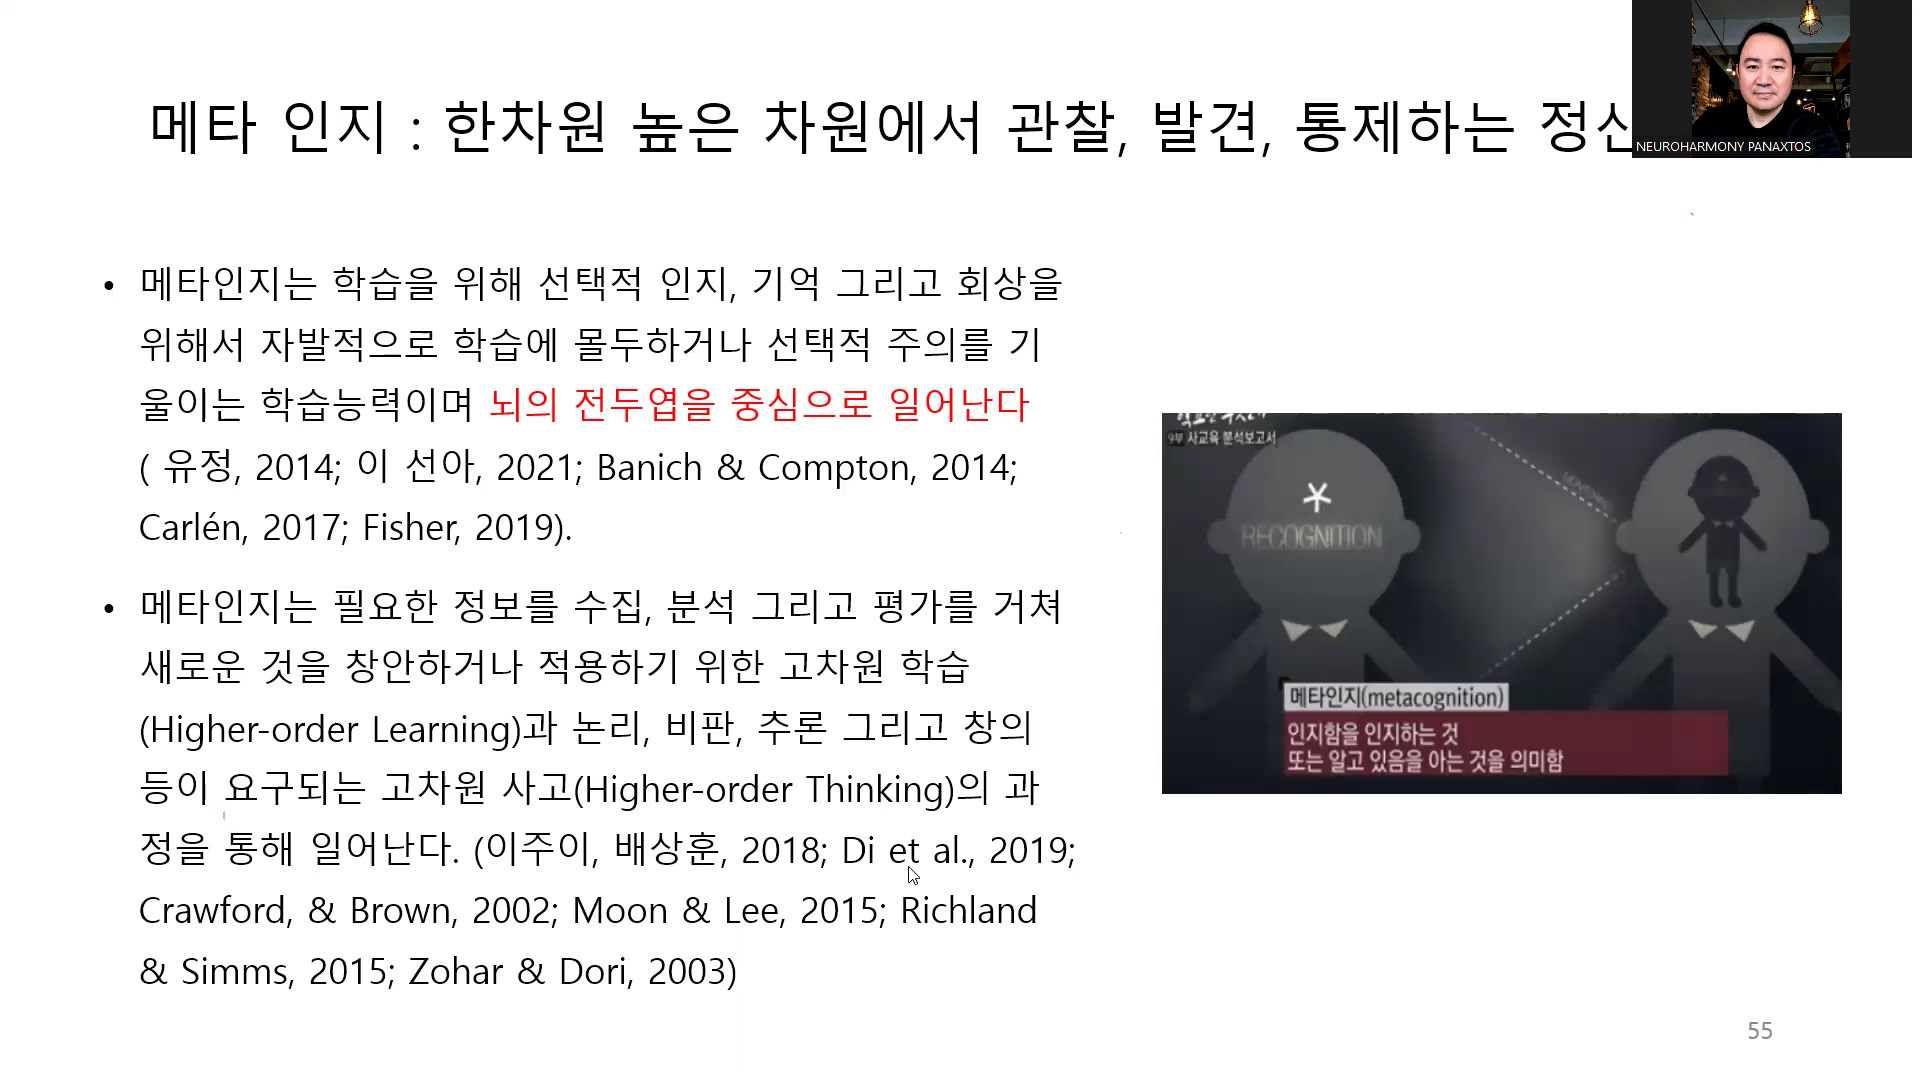 메타 인지 : 한차원 높은 차원에서 관찰, 발견, 통제하는
NEUROHARMONY PANAXTOS
• 메타인지는 학습을 위해 선택적 인지, 기억 그리고 회상을
위해서 자발적으로 학습에 몰두하거나 선택적 주의를 기
울이는 학습능력이며 뇌의 전두엽을 중심으로 일어난다
( 유정, 2014; 이 선아, 2021; Banich & Compton, 2014;
Carlén, 2017; Fisher, 2019).
• 메타인지는 필요한 정보를 수집, 분석 그리고 평가를 거쳐
새로운 것을 창안하거나 적용하기 위한 고차원 학습
(Higher-order Learning)과 논리, 비판, 추론 그리고 창의
등이 요구되는 고차원 사고(Higher-order Thinking)의 과
정을 통해 일어난다. (이주이, 배상훈, 2018; Di et al., 2019;
Crawford, & Brown, 2002; Moon & Lee, 2015; Richland
& Simms, 2015; Zohar & Dori, 2003)
9부 사교육 분석보고서
RECOGNITION
메타인지(metacognition)
인지함을 인지하는 것
또는 알고 있음을 아는 것을 의미함
55